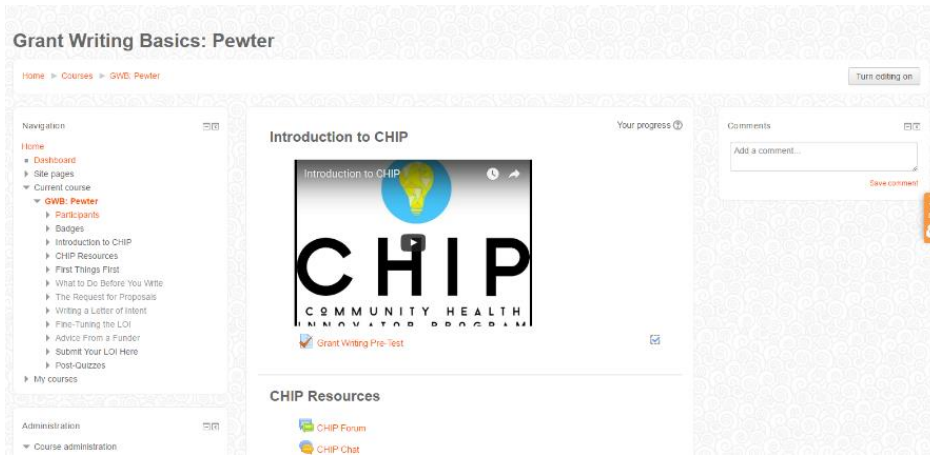 Grant Writing Basics: Pewter
Home ► Courses ► GWB: Pewter
Turn editing on
Navigation
Home
Dashboard
Site pages
Current course
GWB: Pewter
Participants
Badges
Introduction to CHIP
CHIP Resources
First Things First
What to Do Before You Write
The Request for Proposals
Writing a Letter of Intent
Fine-Tuning the LOI
Advice From a Funder
Submit Your LOI Here
Post-Quizzes
My courses
Administration
Course administration
Your progress
Introduction to CHIP
Introduction to CHIP
CHIP
COMMUNITY HEALTH
INNOVATOR PROGRAM
Grant Writing Pre-Test
CHIP Resources
CHIP Forum
CHIP Chat
Comments
Add a comment...
Save comment